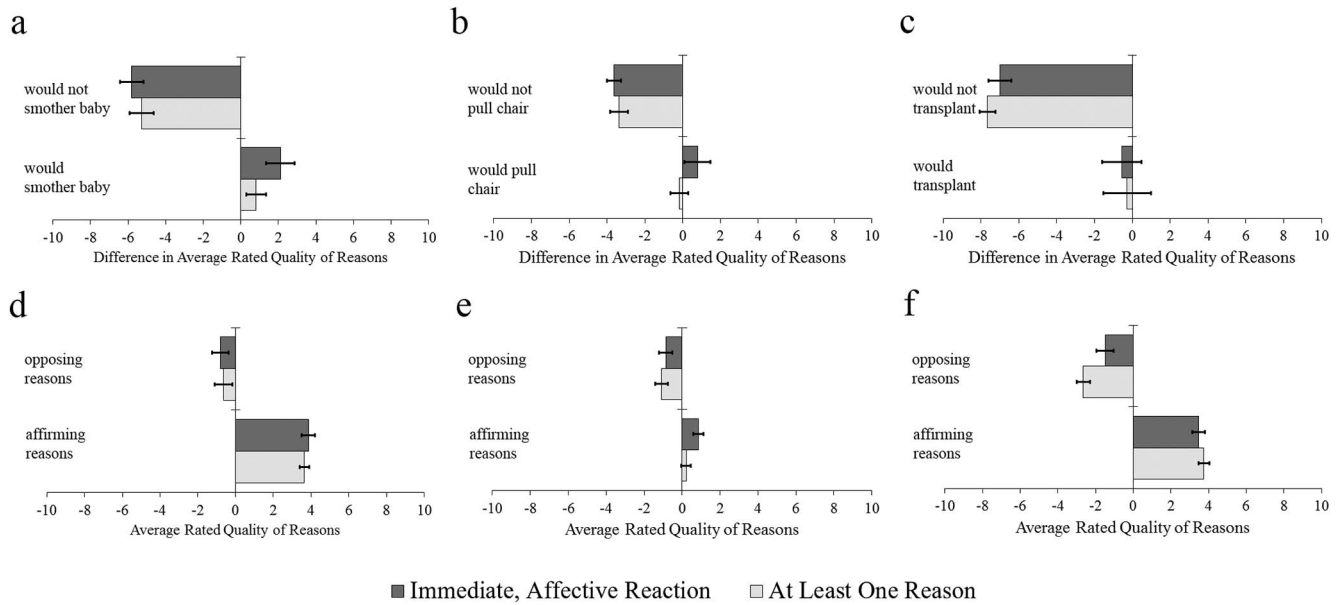 a
would not
smother baby
would
smother baby
-10 -8 -6 -4 -2 0 2 4 6 8 10
Difference in Average Rated Quality of Reasons
b
would not
pull chair
would pull
chair
-10 -8 -6 -4 -2 0 2 4 6 8 10
Difference in Average Rated Quality of Reasons
c
would not
transplant
would
transplant
-10 -8 -6 -4 -2 0 2 4 6 8 10
Difference in Average Rated Quality of Reasons
d
opposing
reasons
affirming
reasons
-10 -8 -6 -4 -2 0 2 4 6 8 10
Average Rated Quality of Reasons
e
opposing
reasons
affirming
reasons
-10 -8 -6 -4 -2 0 2 4 6 8 10
Average Rated Quality of Reasons
f
opposing
reasons
affirming
reasons
-10 -8 -6 -4 -2 0 2 4 6 8 10
Average Rated Quality of Reasons
Immediate, Affective Reaction At Least One Reason